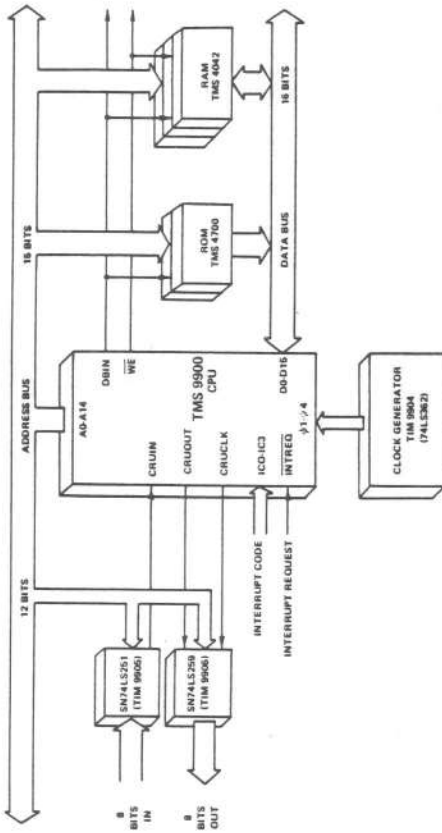 12 BITS
ADDRESS BUS
16 BITS
SN74LS251
(TIM 9905)
8
BITS
IN
SN74LS259
(TIM 9906)
8
BITS
OUT
A0-A14
DBIN
WE
TMS 9900
CPU
CRUIN
CRUOUT
CRUCLK
IC0-IC3
INTREQ
D0-D15
ϕ1-ϕ4
INTERRUPT CODE
INTERRUPT REQUEST
ROM
TMS 4700
RAM
TMS 4042
DATA BUS
16 BITS
CLOCK GENERATOR
TIM 9904
(74LS362)